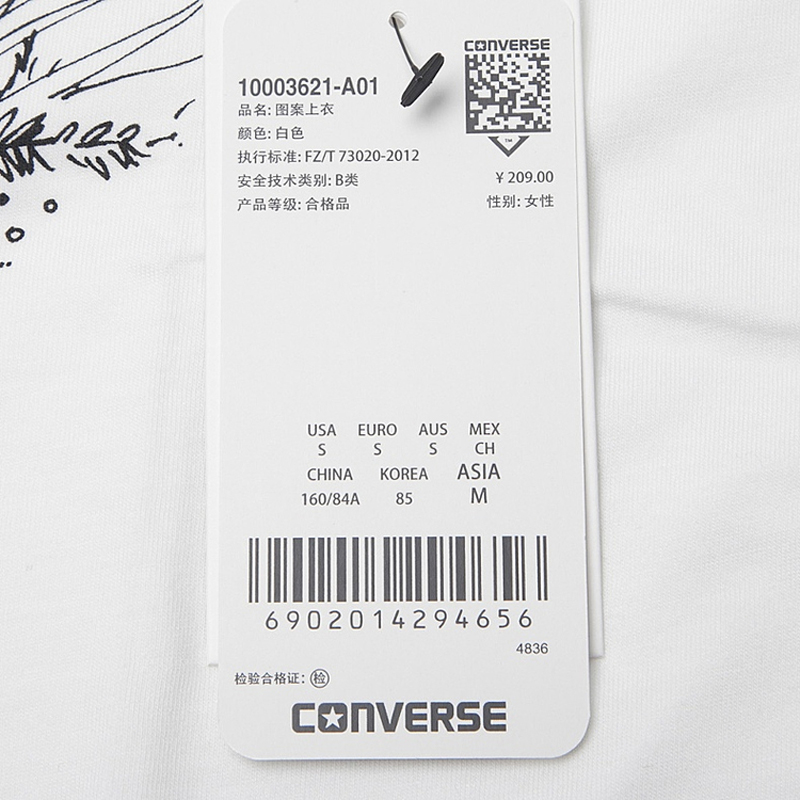 CONVERSE
10003621-A01
品名: 图案上衣
颜色: 白色
执行标准: FZ/T 73020-2012
安全技术类别: B类
¥ 209.00
产品等级: 合格品
性别: 女性
USA EURO AUS MEX
S S S CH
CHINA KOREA ASIA
160/84A 85 M
6902014294656
4836
检验合格证: 检
CONVERSE